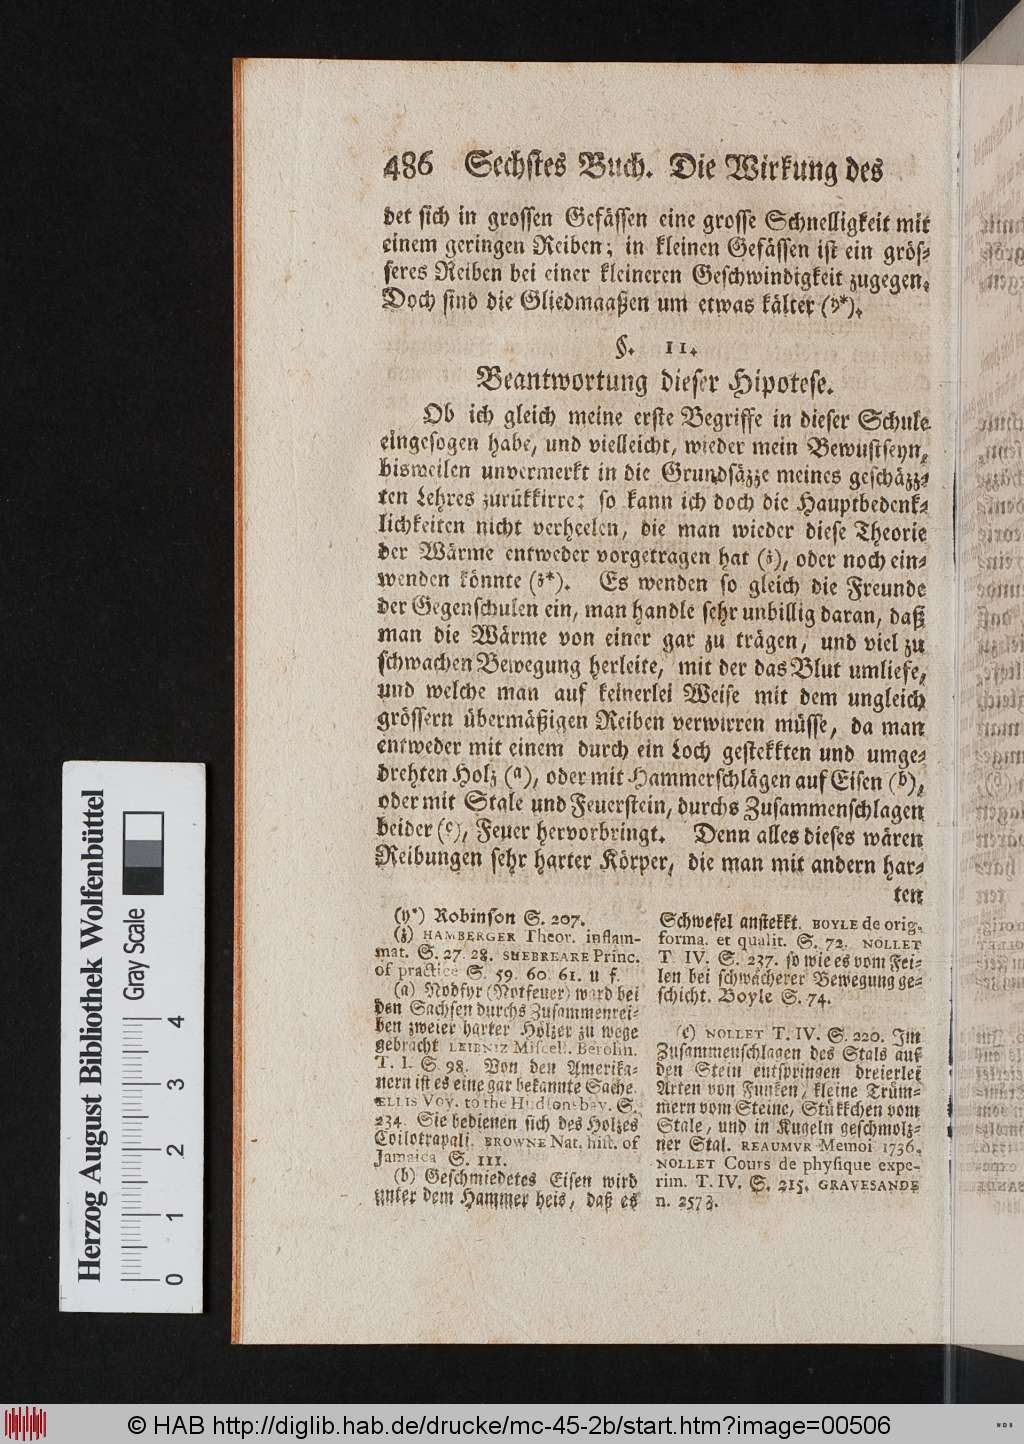 486 Sechstes Buch. Die Wirkung des
det sich in grossen Gefässen eine grosse Schnelligkeit mit
einem geringen Reiben; in kleinen Gefässen ist ein grös-
seres Reiben bei einer kleineren Geschwindigkeit zugegen.
Doch sind die Gliedmaaßen um etwas kälter (y*).
§. 11.
Beantwortung dieser Hipotese.
Ob ich gleich meine erste Begriffe in dieser Schule
eingesogen habe, und vielleicht, wieder mein Bewustseyn,
bisweilen unvermerkt in die Grundsäzze meines geschäzz-
ten Lehres zurükkirre: so kann ich doch die Hauptbedenk-
lichkeiten nicht verheelen, die man wieder diese Theorie
der Wärme entweder vorgetragen hat (z), oder noch ein-
wenden könnte (z*). Es wenden so gleich die Freunde
der Gegenschulen ein, man handle sehr unbillig daran, daß
man die Wärme von einer gar zu trägen, und viel zu
schwachen Bewegung herleite, mit der das Blut umliefe,
und welche man auf keinerlei Weise mit dem ungleich
grössern übermäßigen Reiben verwirren müsse, da man
entweder mit einem durch ein Loch gestekkten und umge-
drehten Holz (a), oder mit Hammerschlägen auf Eisen (b),
oder mit Stale und Feuerstein, durchs Zusammenschlagen
beider (c), Feuer hervorbringt. Denn alles dieses wären
Reibungen sehr harter Körper, die man mit andern har-
ten
(y*) Robinson S. 207.
(z) HAMBERGER Theor. inflam-
mat. S. 27. 28. SHEBREARE Princ.
of practice S. 59. 60. 61. u f.
(a) Nodfyr (Notfeuer) ward bei
den Sachsen durchs Zusammenrei-
ben zweier harter Hölzer zu wege
gebracht LEIBNIZ Miscell. Berolin.
T. I. S. 98. Von den Amerika-
nern ist es eine gar bekannte Sache.
ELLIS Voy. to the Hudsonsbay. S.
234. Sie bedienen sich des Holzes
Coilotrapali. BROWNE Nat. hist. of
Jamaica S. 111.
(b) Geschmiedetes Eisen wird
unter dem Hammer heis, daß es
Schwefel anstekkt. BOYLE de orig.
forma. et qualit. S. 72. NOLLET
T. IV. S. 237. so wie es vom Fei-
len bei schwächerer Bewegung ge-
schicht. Boyle S. 74.
(c) NOLLET T. IV. S. 220. Im
Zusammenschlagen des Stals auf
den Stein entspringen dreierlei
Arten von Funken, kleine Trüm-
mern vom Steine, Stükkchen vom
Stale, und in Kugeln geschmolz-
ner Stal. REAUMVR Memoi 1736.
NOLLET Cours de physique expe-
rim. T. IV. S. 215. GRAVESANDE
n. 2573.
Herzog August Bibliothek Wolfenbüttel
Gray Scale
0 1 2 3 4
© HAB http://diglib.hab.de/drucke/mc-45-2b/start.htm?image=00506